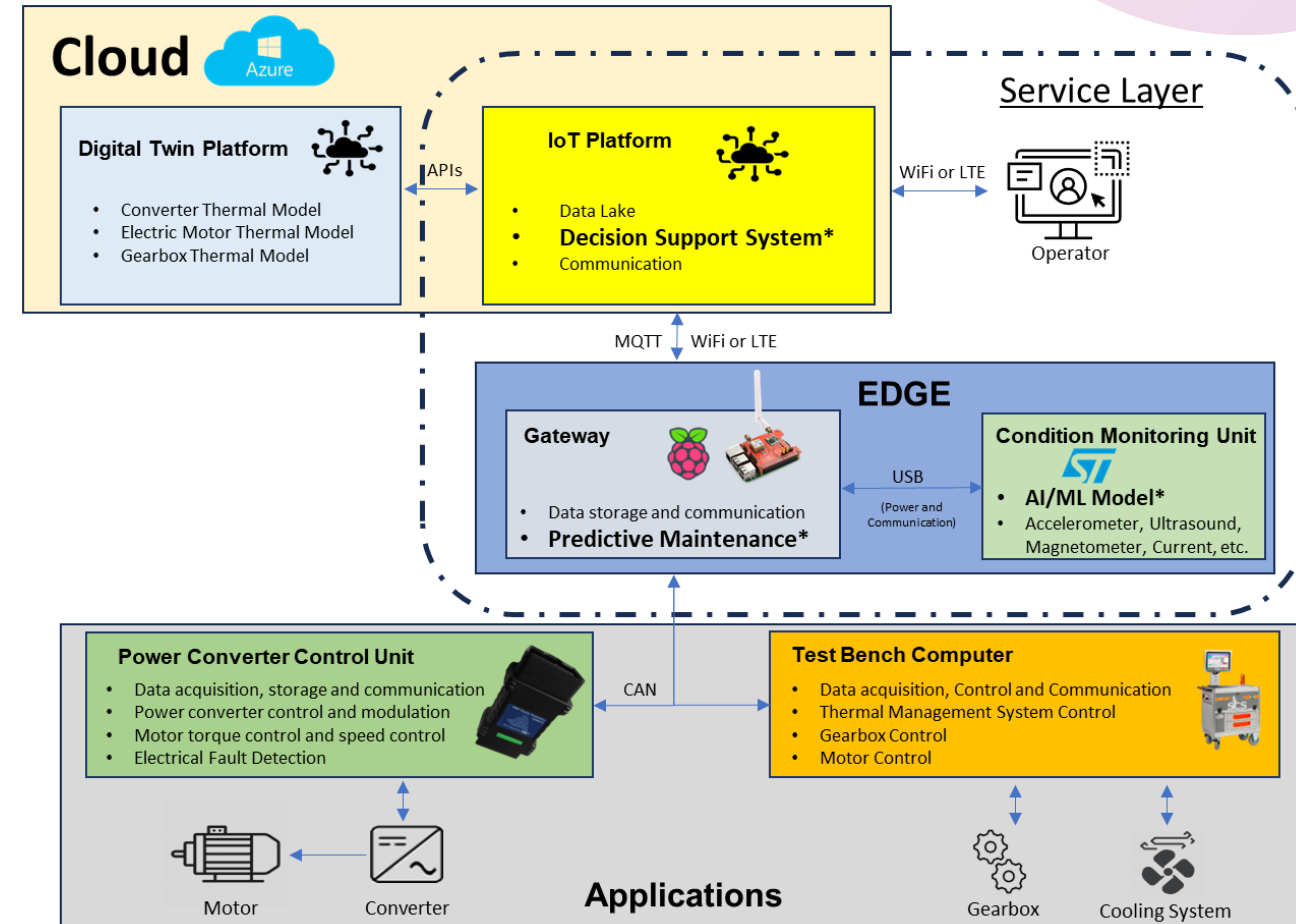 Cloud
Azure
Service Layer
Digital Twin Platform
• Converter Thermal Model
• Electric Motor Thermal Model
• Gearbox Thermal Model
APIs
IoT Platform
• Data Lake
• Decision Support System*
• Communication
WiFi or LTE
Operator
MQTT
WiFi or LTE
EDGE
Gateway
• Data storage and communication
• Predictive Maintenance*
USB
(Power and
Communication)
Condition Monitoring Unit
ST
• AI/ML Model*
• Accelerometer, Ultrasound,
Magnetometer, Current, etc.
Power Converter Control Unit
• Data acquisition, storage and communication
• Power converter control and modulation
• Motor torque control and speed control
• Electrical Fault Detection
CAN
Test Bench Computer
• Data acquisition, Control and Communication
• Thermal Management System Control
• Gearbox Control
• Motor Control
Motor
Converter
Applications
Gearbox
Cooling System